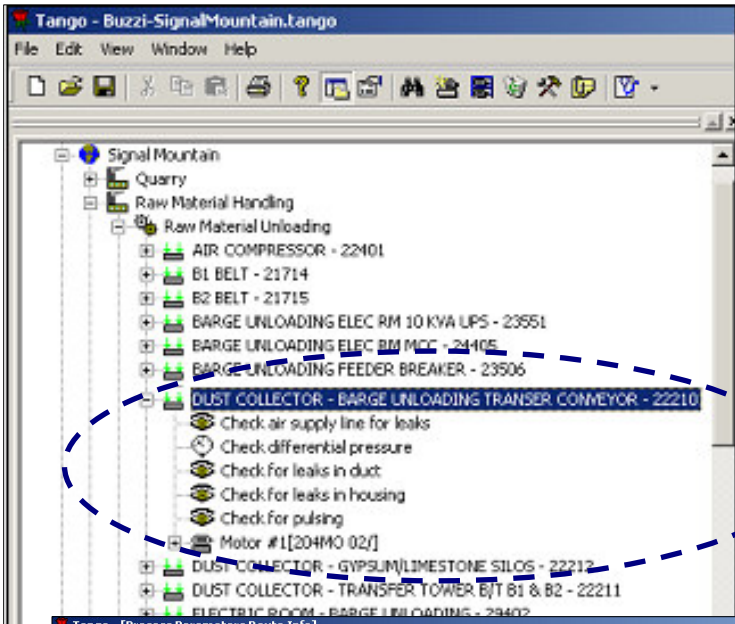 Tango - Buzzi-SignalMountain.tango
File Edit View Window Help
Signal Mountain
Quarry
Raw Material Handling
Raw Material Unloading
AIR COMPRESSOR - 22401
B1 BELT - 21714
B2 BELT - 21715
BARGE UNLOADING ELEC RM 10 KVA UPS - 23551
BARGE UNLOADING ELEC RM MCC - 24405
BARGE UNLOADING FEEDER BREAKER - 23506
DUST COLLECTOR - BARGE UNLOADING TRANSER CONVEYOR - 22210
Check air supply line for leaks
Check differential pressure
Check for leaks in duct
Check for leaks in housing
Check for pulsing
Motor #1[204MO 02/]
DUST COLLECTOR - GYPSUM/LIMESTONE SILOS - 22212
DUST COLLECTOR - TRANSFER TOWER B/T B1 & B2 - 22211
ELECTRIC ROOM - BARGE UNLOADING - 29402
Tango - [Process Parameters Route Info]